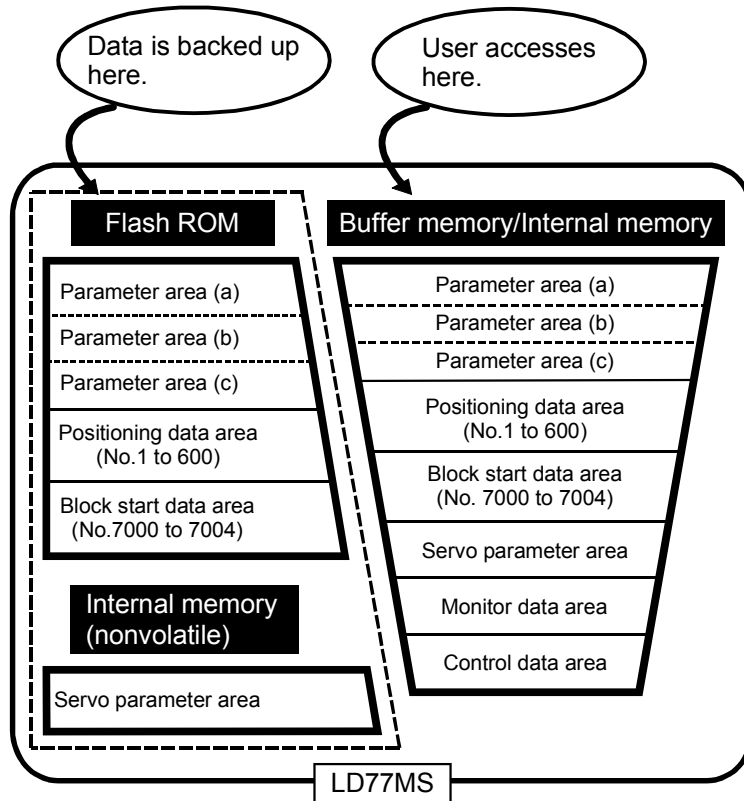 Data is backed up
here.
User accesses
here.
Flash ROM
Parameter area (a)
Parameter area (b)
Parameter area (c)
Positioning data area
(No.1 to 600)
Block start data area
(No.7000 to 7004)
Internal memory
(nonvolatile)
Servo parameter area
Buffer memory/Internal memory
Parameter area (a)
Parameter area (b)
Parameter area (c)
Positioning data area
(No.1 to 600)
Block start data area
(No. 7000 to 7004)
Servo parameter area
Monitor data area
Control data area
LD77MS